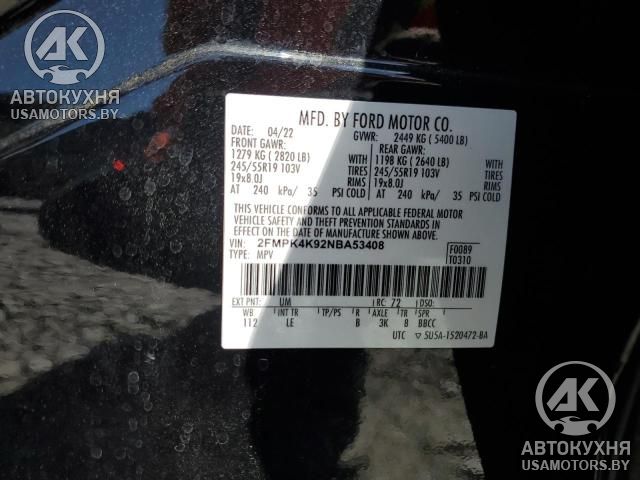 AK
АВТОКУХНЯ
USAMOTORS.BY
MFD. BY FORD MOTOR CO.
DATE: 04/22 GVWR: 2449 KG ( 5400 LB)
FRONT GAWR: REAR GAWR:
1279 KG ( 2820 LB) WITH 1198 KG ( 2640 LB) WITH
245/55R19 103V TIRES 245/55R19 103V TIRES
19x8.0J RIMS 19x8.0J RIMS
AT 240 kPa/ 35 PSI COLD AT 240 kPa/ 35 PSI COLD
THIS VEHICLE CONFORMS TO ALL APPLICABLE FEDERAL MOTOR
VEHICLE SAFETY AND THEFT PREVENTION STANDARDS IN
EFFECT ON THE DATE OF MANUFACTURE SHOWN ABOVE.
VIN: 2FMPK4K92NBA53408 F0089
TYPE: MPV T0310
EXT PNT: UM RC: 72 DSO:
WB INT TR TP/PS R AXLE TR SPR
112 LE B 3K 8 BBCC
UTC 5U5A-1520472-BA
AK
АВТОКУХНЯ
USAMOTORS.BY